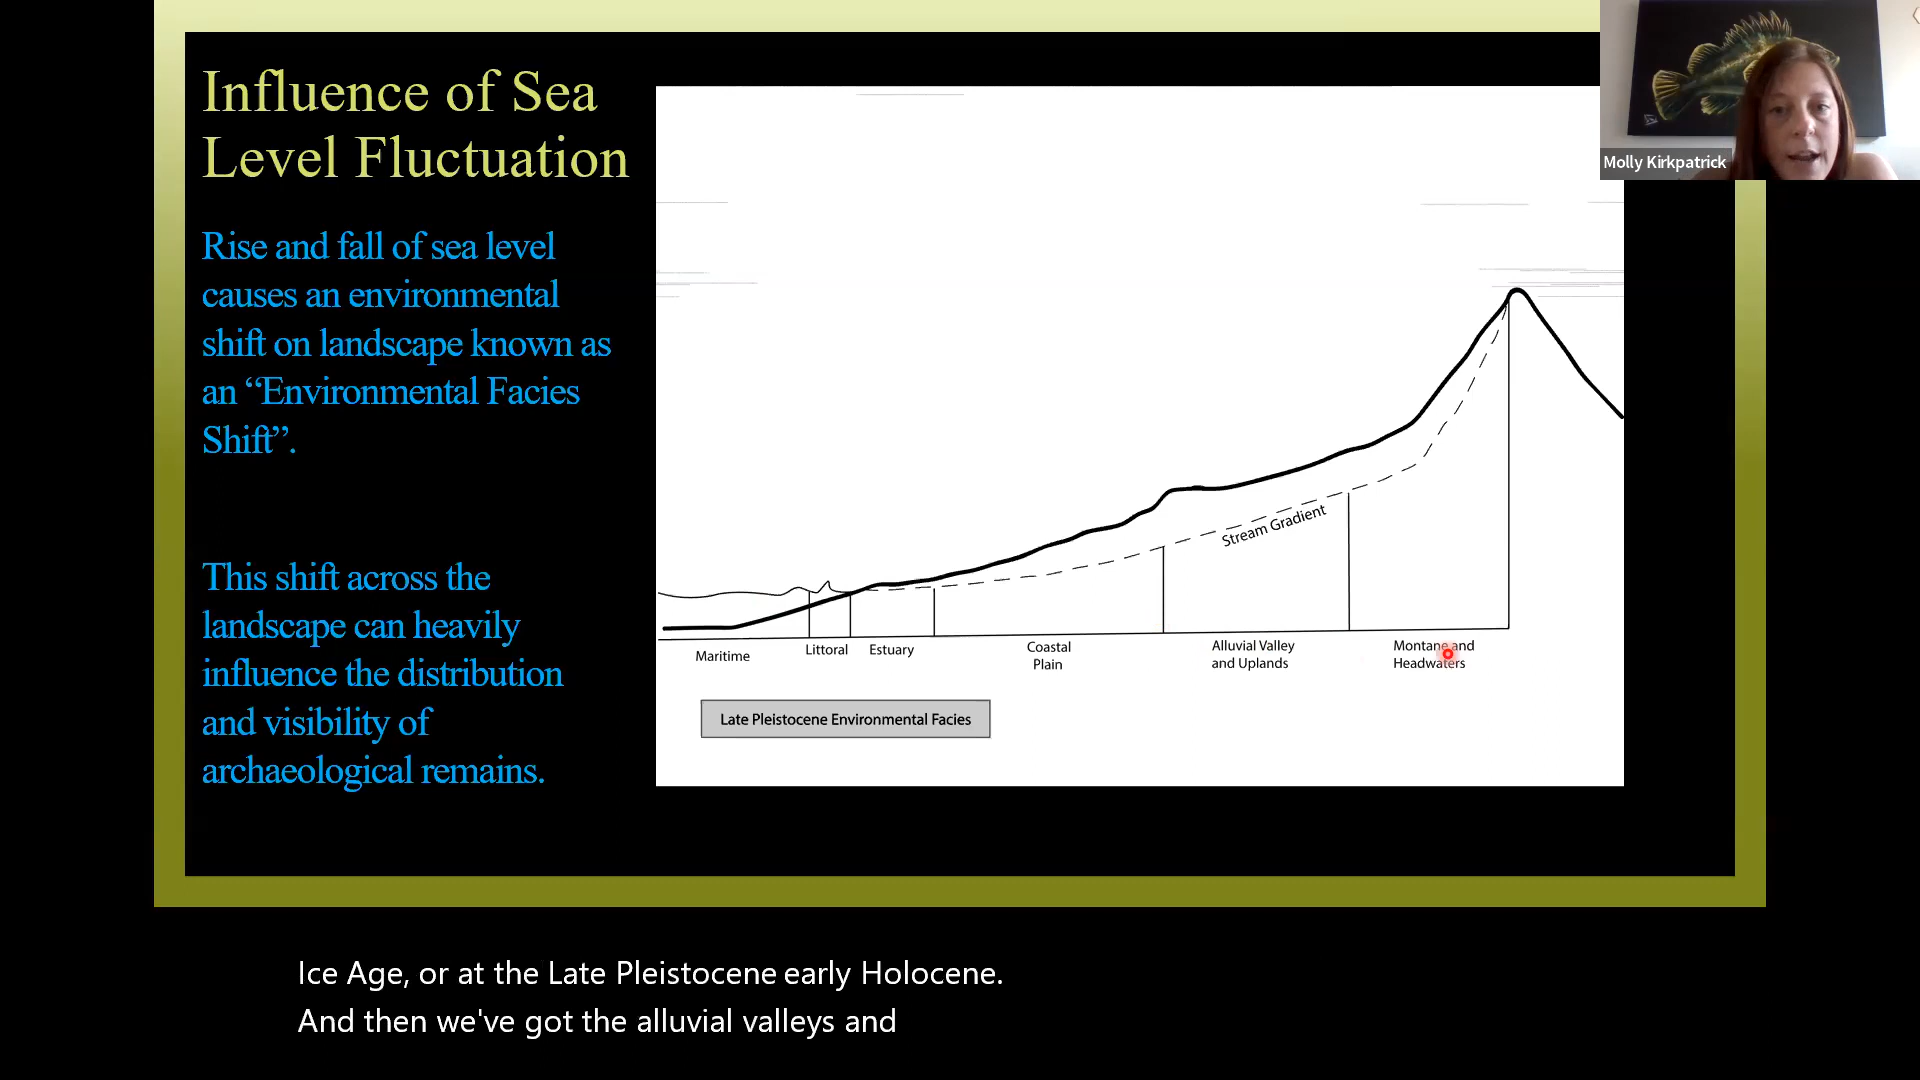 Influence of Sea
Level Fluctuation
Rise and fall of sea level
causes an environmental
shift on landscape known as
an “Environmental Facies
Shift”.
This shift across the
landscape can heavily
influence the distribution
and visibility of
archaeological remains.
Molly Kirkpatrick
Stream Gradient
Maritime
Littoral
Estuary
Coastal
Plain
Alluvial Valley
and Uplands
Montane and
Headwaters
Late Pleistocene Environmental Facies
Ice Age, or at the Late Pleistocene early Holocene.
And then we've got the alluvial valleys and